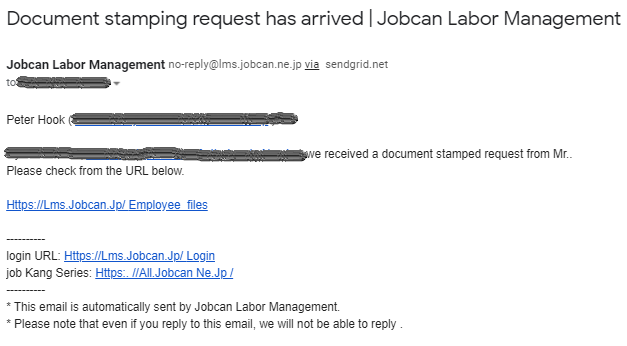 Document stamping request has arrived | Jobcan Labor Management
Jobcan Labor Management no-reply@lms.jobcan.ne.jp via sendgrid.net
to
Peter Hook (
we received a document stamped request from Mr..
Please check from the URL below.
Https://Lms.Jobcan.Jp/ Employee_files
----------
login URL: Https://Lms.Jobcan.Jp/ Login
job Kang Series: Https:. //All.Jobcan Ne.Jp /
----------
* This email is automatically sent by Jobcan Labor Management.
* Please note that even if you reply to this email, we will not be able to reply .